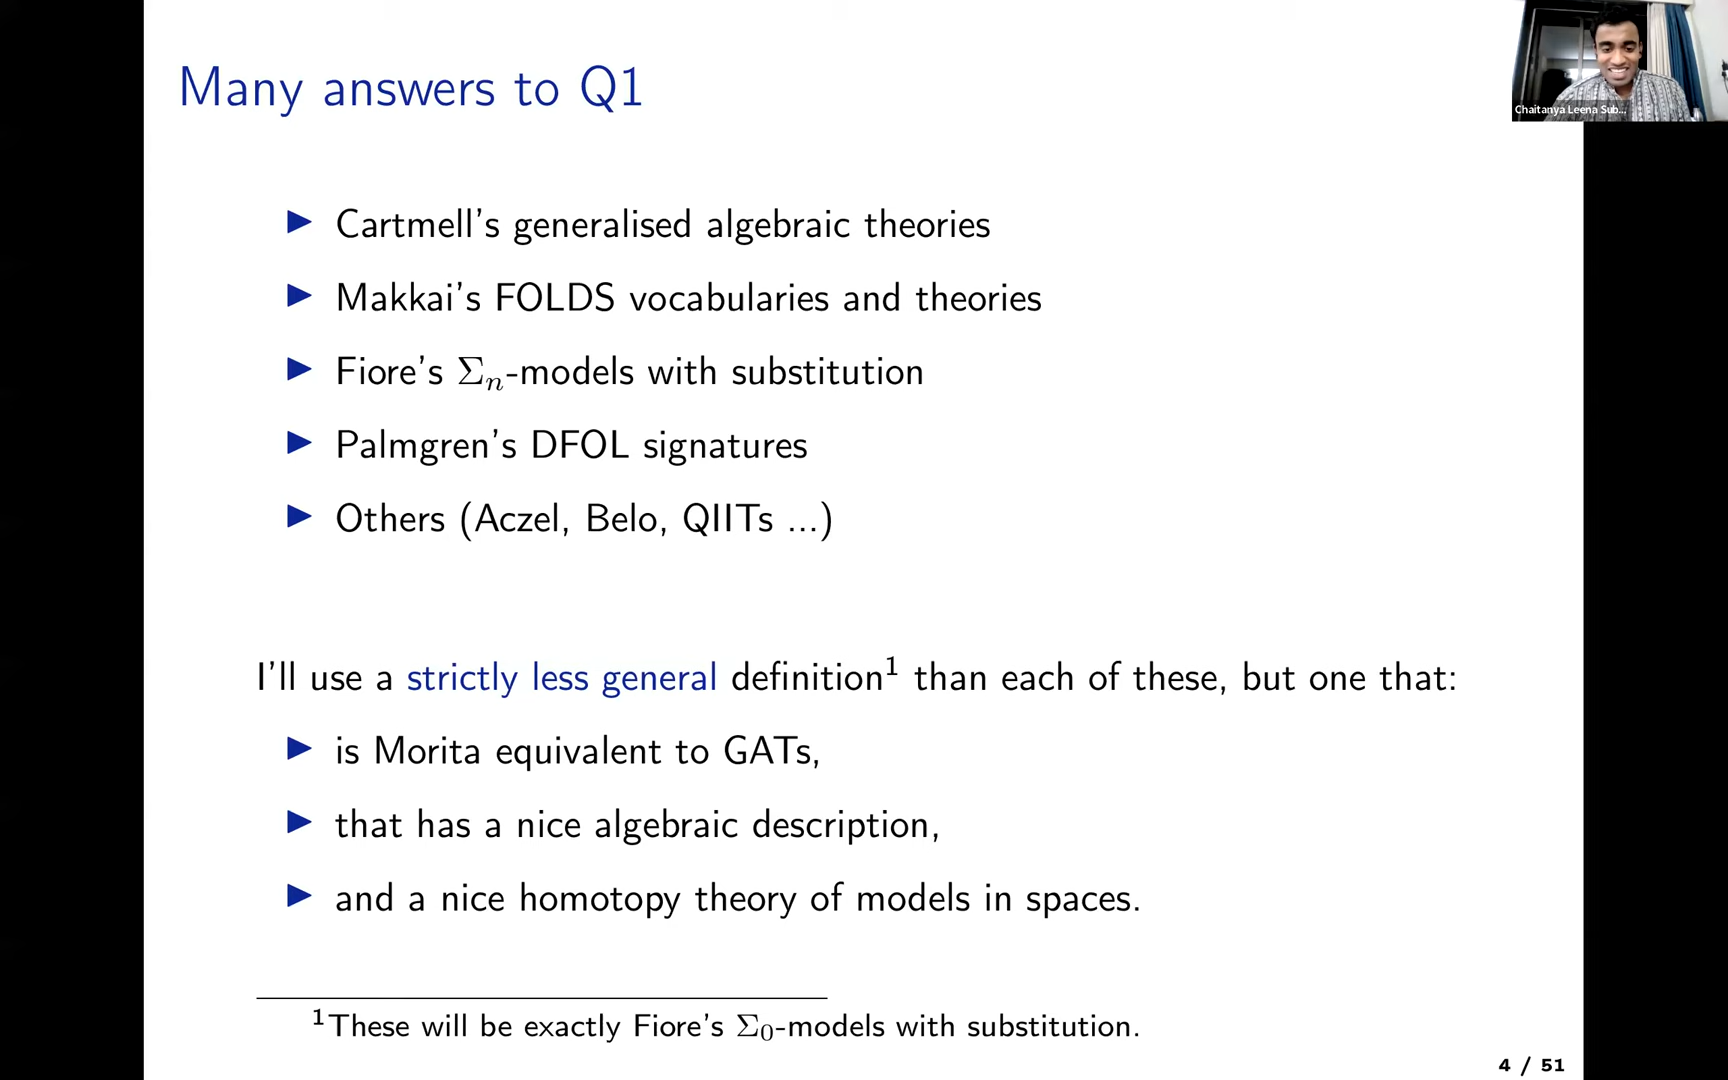 Many answers to Q1
Chaitanya Leena Sub...
▶ Cartmell's generalised algebraic theories
▶ Makkai's FOLDS vocabularies and theories
▶ Fiore's Σₙ-models with substitution
▶ Palmgren's DFOL signatures
▶ Others (Aczel, Belo, QIITs ...)
I'll use a strictly less general definition¹ than each of these, but one that:
▶ is Morita equivalent to GATs,
▶ that has a nice algebraic description,
▶ and a nice homotopy theory of models in spaces.
¹These will be exactly Fiore's Σ₀-models with substitution.
4 / 51